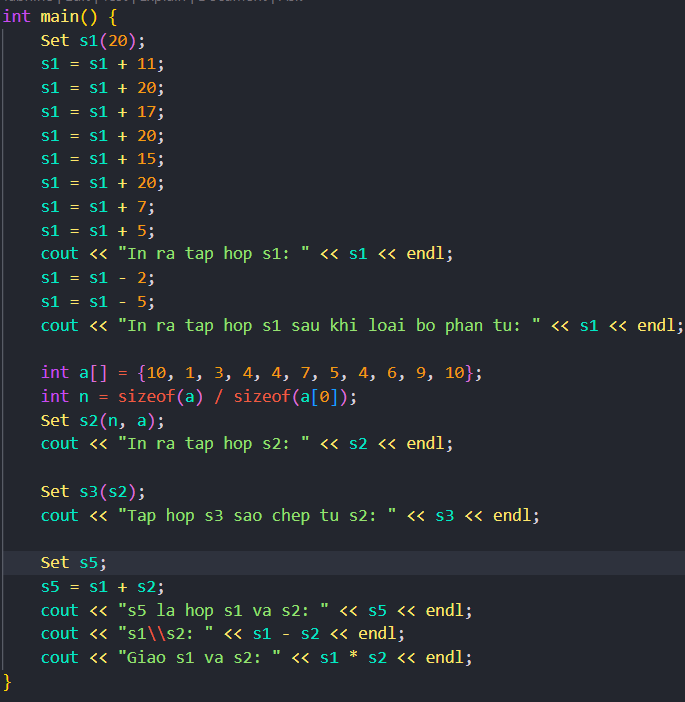 int main() {
    Set s1(20);
    s1 = s1 + 11;
    s1 = s1 + 20;
    s1 = s1 + 17;
    s1 = s1 + 20;
    s1 = s1 + 15;
    s1 = s1 + 20;
    s1 = s1 + 7;
    s1 = s1 + 5;
    cout << "In ra tap hop s1: " << s1 << endl;
    s1 = s1 - 2;
    s1 = s1 - 5;
    cout << "In ra tap hop s1 sau khi loai bo phan tu: " << s1 << endl;
    int a[] = {10, 1, 3, 4, 4, 7, 5, 4, 6, 9, 10};
    int n = sizeof(a) / sizeof(a[0]);
    Set s2(n, a);
    cout << "In ra tap hop s2: " << s2 << endl;
    Set s3(s2);
    cout << "Tap hop s3 sao chep tu s2: " << s3 << endl;
    Set s5;
    s5 = s1 + s2;
    cout << "s5 la hop s1 va s2: " << s5 << endl;
    cout << "s1\\s2: " << s1 - s2 << endl;
    cout << "Giao s1 va s2: " << s1 * s2 << endl;
}